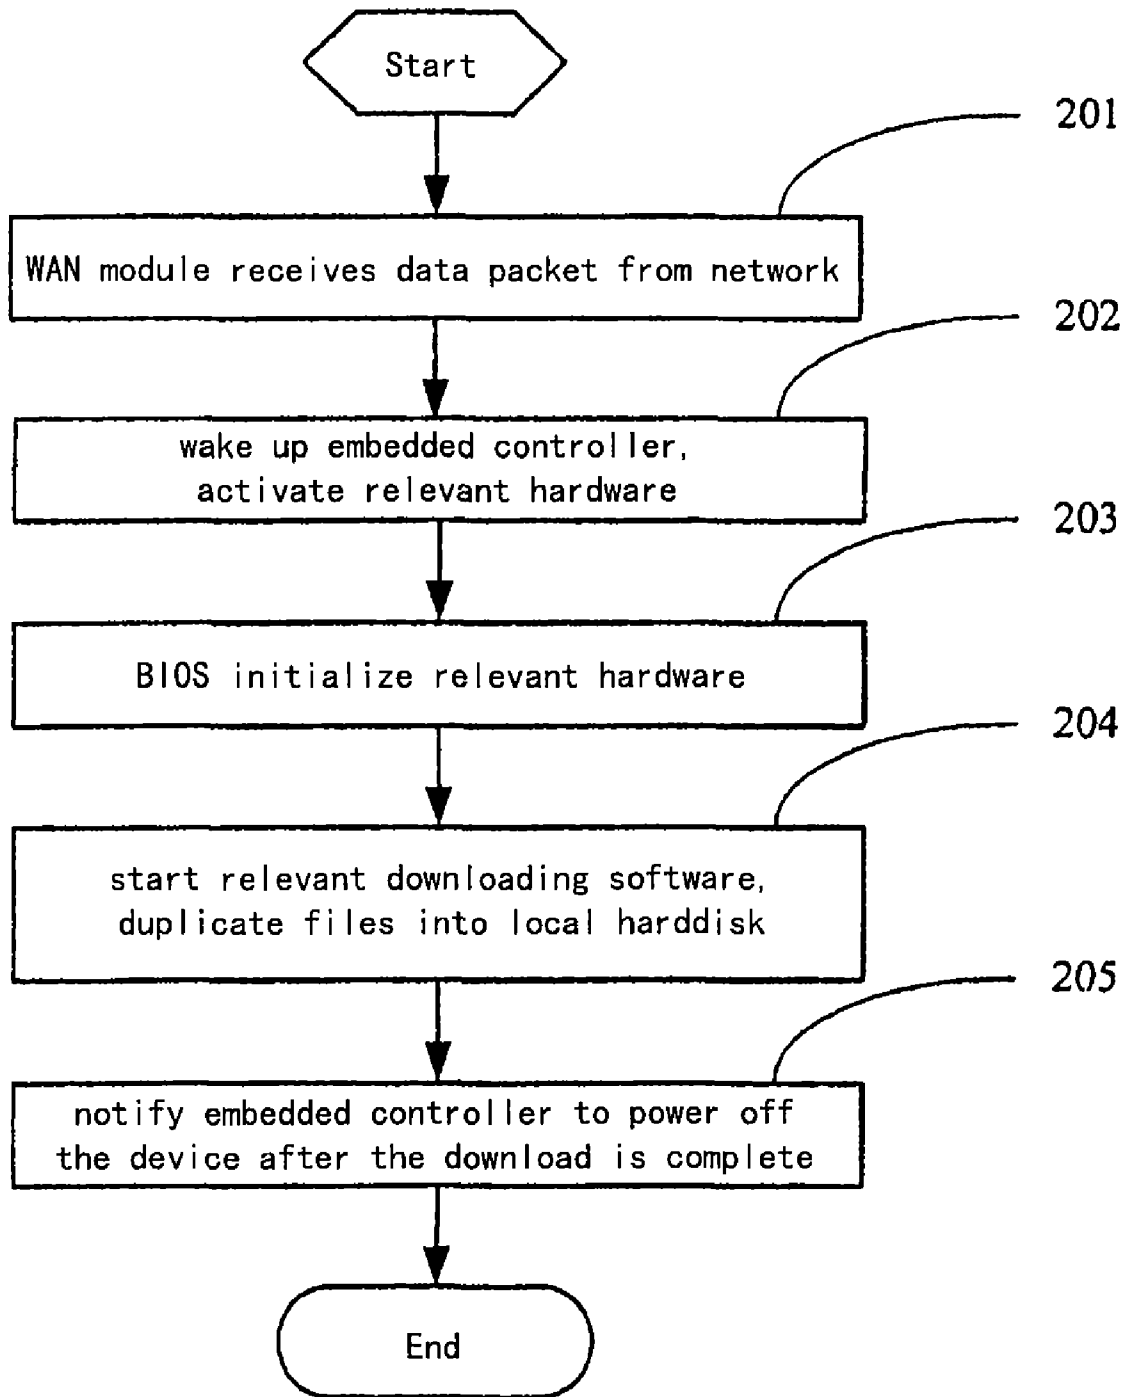 Start
201
WAN module receives data packet from network
202
wake up embedded controller,
activate relevant hardware
203
BIOS initialize relevant hardware
204
start relevant downloading software,
duplicate files into local harddisk
205
notify embedded controller to power off
the device after the download is complete
End